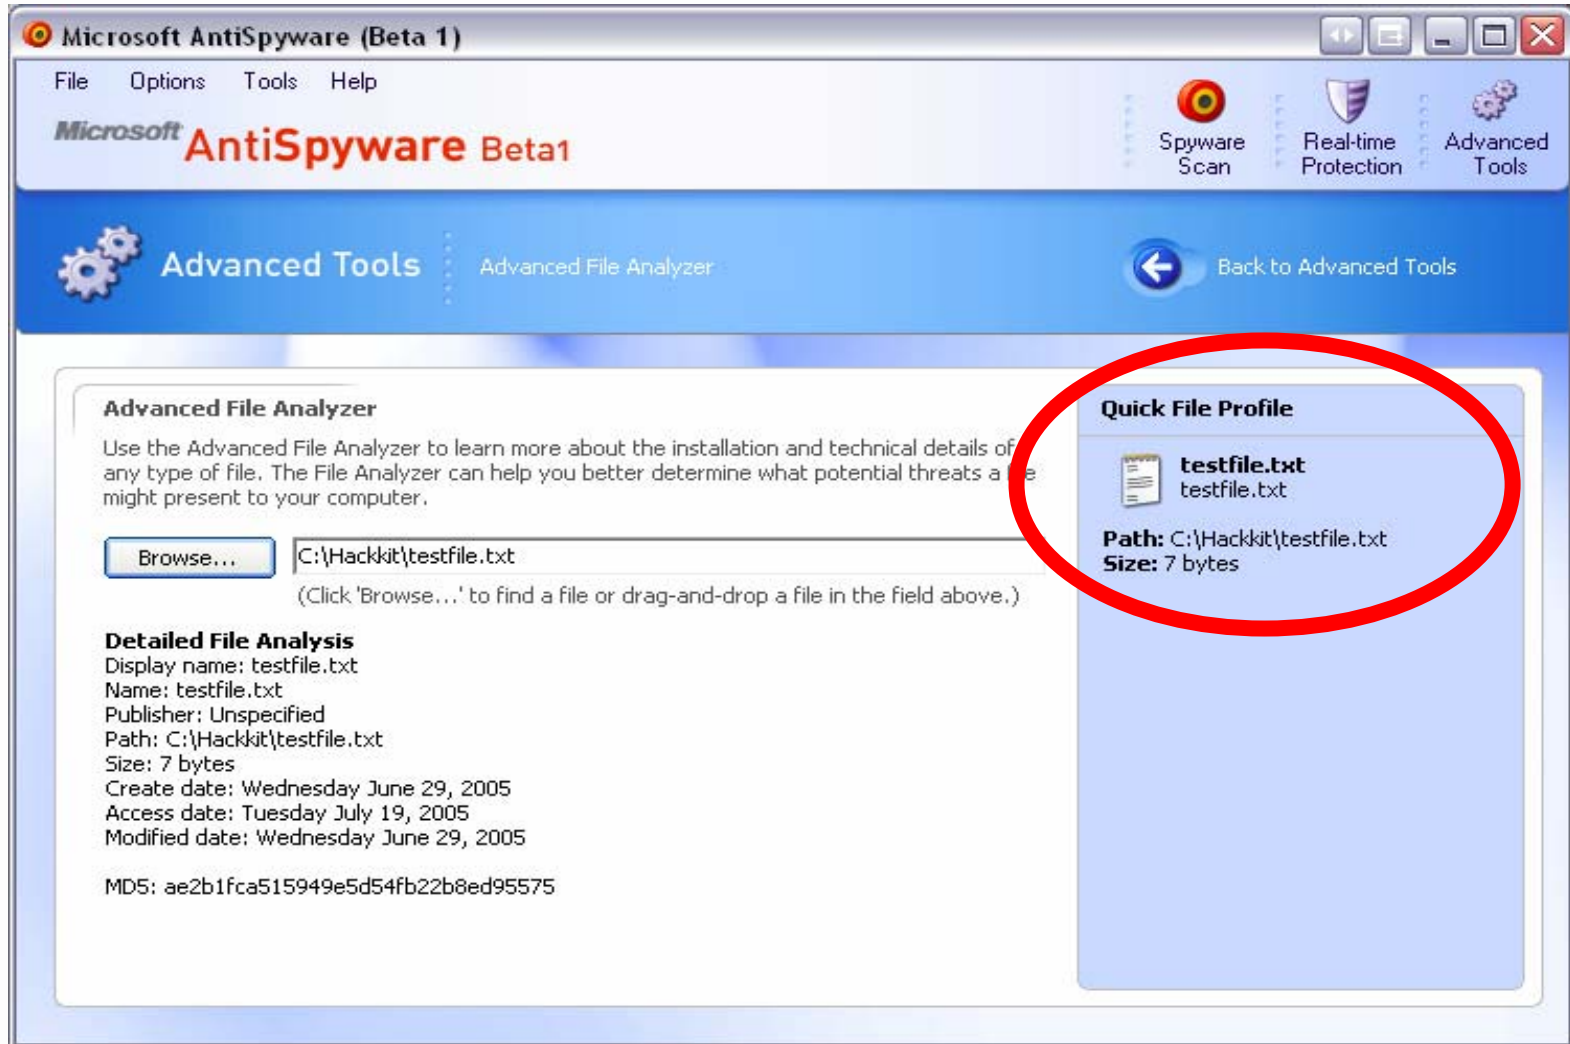 Microsoft AntiSpyware (Beta 1)
File Options Tools Help
Microsoft AntiSpyware Beta1
Spyware Scan
Real-time Protection
Advanced Tools
Advanced Tools
Advanced File Analyzer
Back to Advanced Tools
Advanced File Analyzer
Use the Advanced File Analyzer to learn more about the installation and technical details of
any type of file. The File Analyzer can help you better determine what potential threats a
might present to your computer.
Browse...
C:\Hackkit\testfile.txt
(Click 'Browse...' to find a file or drag-and-drop a file in the field above.)
Detailed File Analysis
Display name: testfile.txt
Name: testfile.txt
Publisher: Unspecified
Path: C:\Hackkit\testfile.txt
Size: 7 bytes
Create date: Wednesday June 29, 2005
Access date: Tuesday July 19, 2005
Modified date: Wednesday June 29, 2005
MD5: ae2b1fca515949e5d54fb22b8ed95575
Quick File Profile
testfile.txt
testfile.txt
Path: C:\Hackkit\testfile.txt
Size: 7 bytes